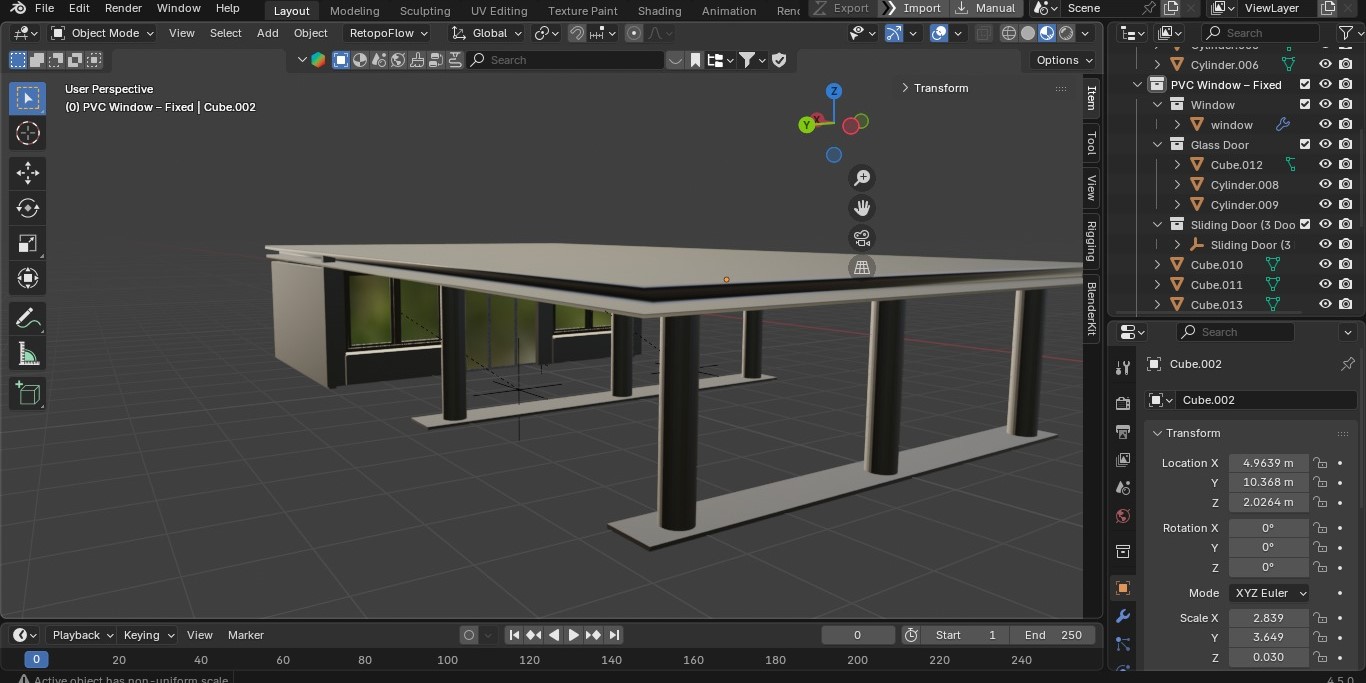 File Edit Render Window Help Layout Modeling Sculpting UV Editing Texture Paint Shading Animation Ren Export Import Manual Scene ViewLayer
Object Mode View Select Add Object RetopoFlow Global Search
Search Options Cylinder.006
User Perspective
(0) PVC Window – Fixed | Cube.002
Transform
Z
Y
X
Item
Tool
View
Rigging
BlenderKit
PVC Window – Fixed
Window
window
Glass Door
Cube.012
Cylinder.008
Cylinder.009
Sliding Door (3 Doo
Sliding Door (3
Cube.010
Cube.011
Cube.013
Search
Cube.002
Cube.002
Transform
Location X 4.9639 m
Y 10.368 m
Z 2.0264 m
Rotation X 0°
Y 0°
Z 0°
Mode XYZ Euler
Scale X 2.839
Y 3.649
Z 0.030
Playback Keying View Marker 0 Start 1 End 250
0 20 40 60 80 100 120 140 160 180 200 220 240
Active object has non-uniform scale
4.5.0